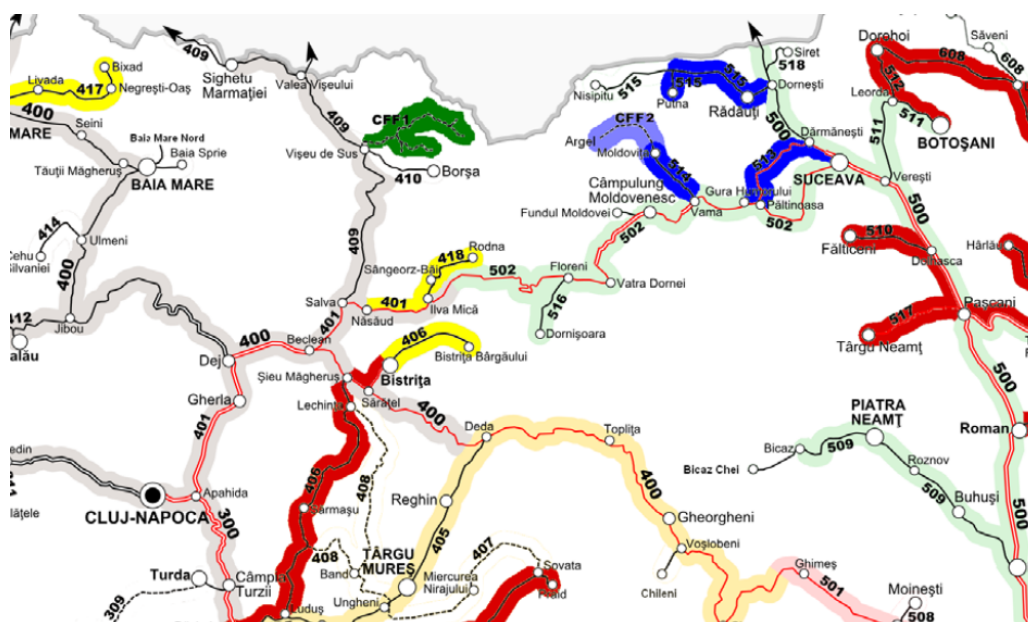 409
Sighetu
Marmației
Valea Vișeului
Bixad
Livada
417
Negrești-Oaș
400
MARE
Seini
Baia Mare Nord
Baia Sprie
Tăuții Măgheruș
BAIA MARE
409
CFF1
Vișeu de Sus
410
Borșa
Nisipitu
515
Putna
515
515
Rădăuți
Dornești
Siret
518
500
CFF2
Argel
Moldovița
514
513
Dărmănești
SUCEAVA
Câmpulung
Moldovenesc
Gura Humorului
Păltinoasa
Vama
502
Fundul Moldovei
502
Dorohoi
Săveni
608
608
512
Leorda
511
511
BOTOȘANI
Verești
500
510
Fălticeni
Dolhasca
Hârlău
517
Târgu Neamț
Pașcani
500
414
Cehu
Silvaniei
Ulmeni
400
412
Jibou
Zalău
409
Rodna
418
Sângeorz-Băi
502
Salva
401
Năsăud
Ilva Mică
Floreni
516
Vatra Dornei
Dornișoara
400
401
Beclean
Dej
406
Bistrița Bârgăului
Bistrița
Șieu Măgheruș
Sărățel
Lechința
400
Gherla
401
Deda
Toplița
PIATRA
NEAMȚ
Roman
Bicaz
509
Bicaz Chei
Roznov
509
Buhuși
500
Apahida
CLUJ-NAPOCA
300
406
408
Sarmașu
Reghin
405
400
Gheorgheni
Voșlobeni
Chileni
408
Band
TÂRGU
MUREȘ
407
Miercurea
Nirajului
Sovata
Praid
Turda
309
Câmpia
Turzii
Luduș
Ungheni
Ghimeș
501
Moinești
508